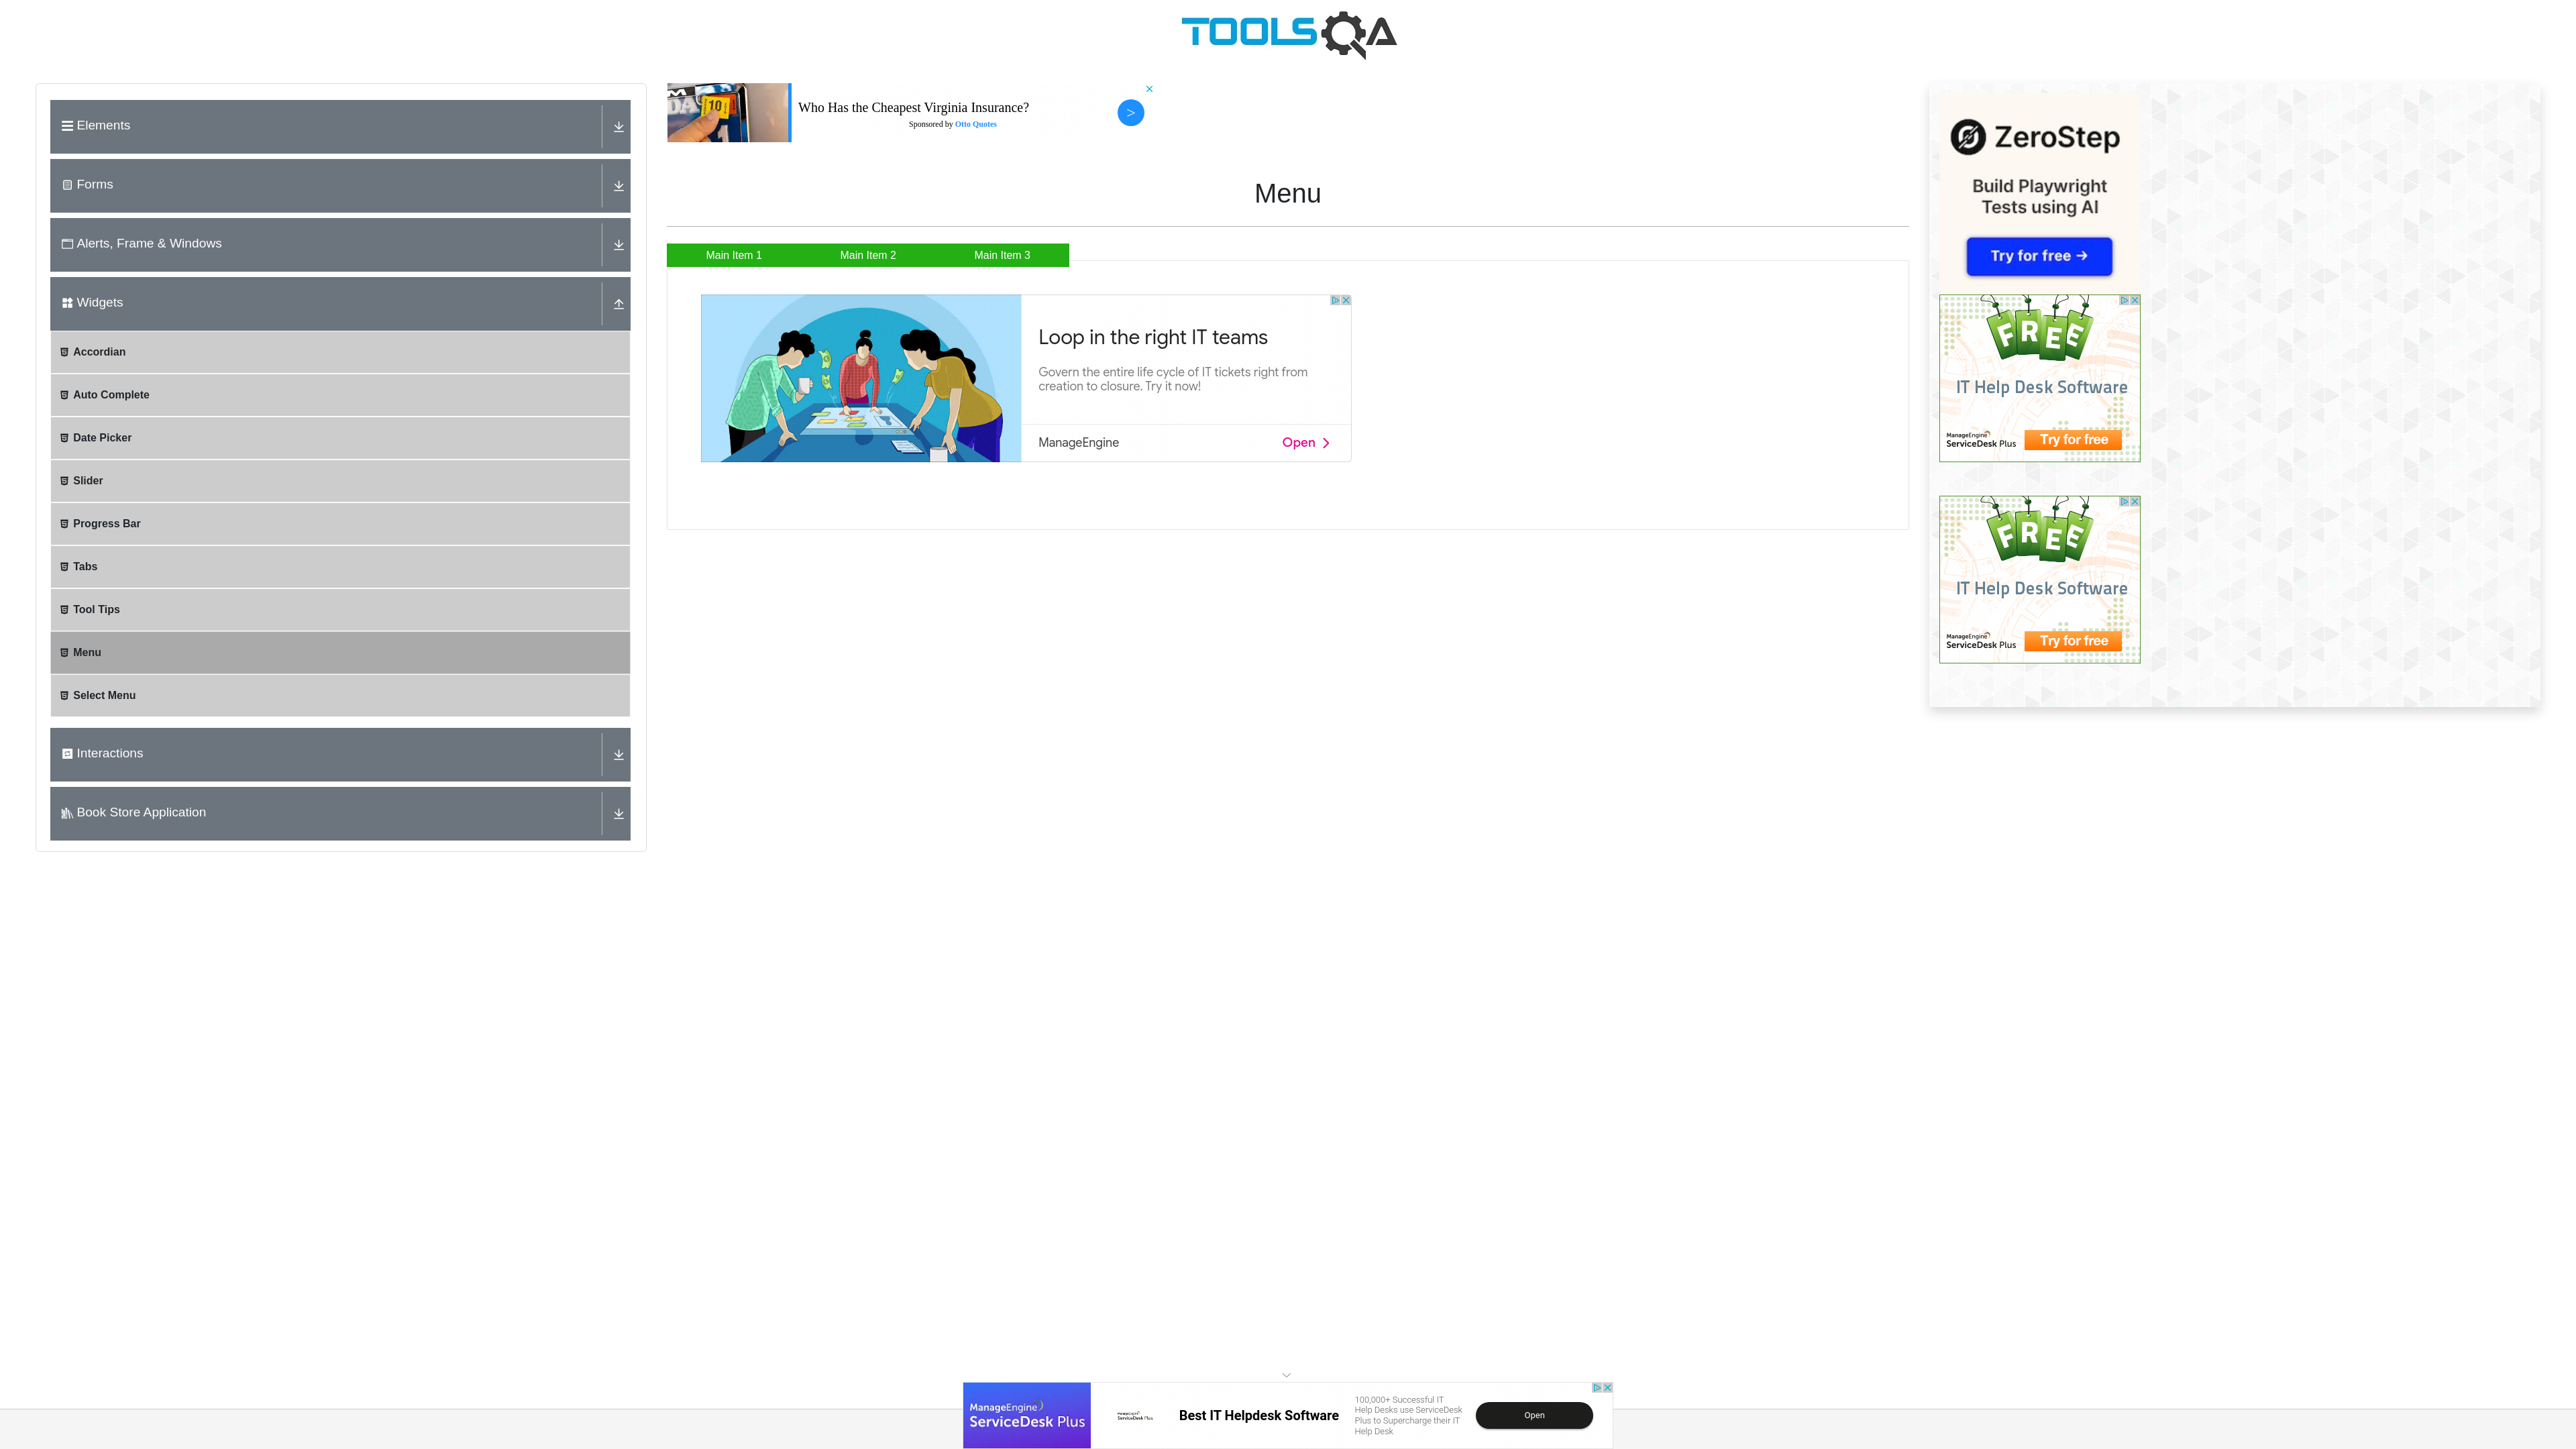 TOOLSQA
Elements
Forms
Alerts, Frame & Windows
Widgets
Accordian
Auto Complete
Date Picker
Slider
Progress Bar
Tabs
Tool Tips
Menu
Select Menu
Interactions
Book Store Application
10
Who Has the Cheapest Virginia Insurance?
Sponsored by Otto Quotes
>
Menu
Main Item 1
Main Item 2
Main Item 3
Loop in the right IT teams
Govern the entire life cycle of IT tickets right from
creation to closure. Try it now!
ManageEngine
Open
ZeroStep
Build Playwright
Tests using AI
Try for free →
FREE
IT Help Desk Software
ManageEngine
ServiceDesk Plus
Try for free
FREE
IT Help Desk Software
ManageEngine
ServiceDesk Plus
Try for free
ManageEngine
ServiceDesk Plus
ManageEngine
ServiceDesk Plus
Best IT Helpdesk Software
100,000+ Successful IT
Help Desks use ServiceDesk
Plus to Supercharge their IT
Help Desk
Open